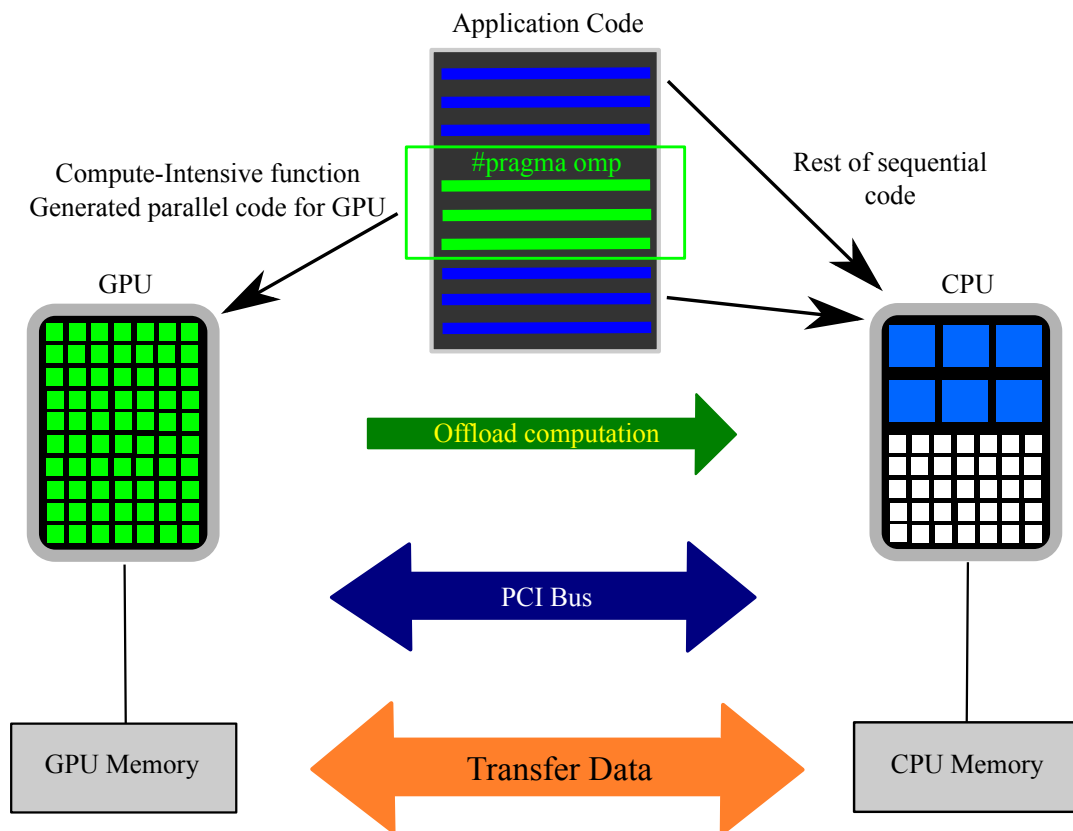 Application Code
#pragma omp
Compute-Intensive function
Generated parallel code for GPU
Rest of sequential
code
GPU
CPU
Offload computation
PCI Bus
GPU Memory
Transfer Data
CPU Memory